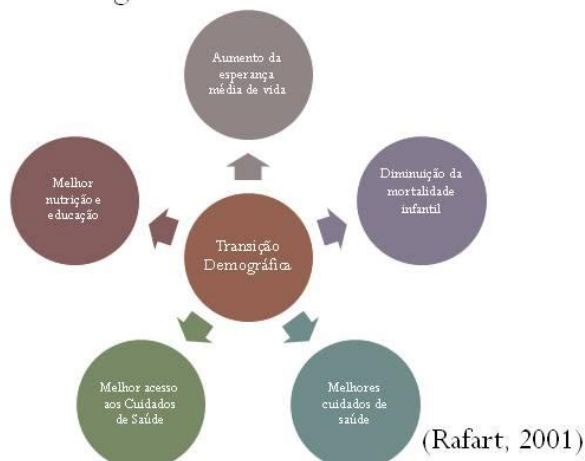 Aumento da
esperança
média de vida
Melhor
nutrição e
educação
Diminuição da
mortalidade
infantil
Transição
Demográfica
Melhor acesso
aos Cuidados
de Saúde
Melhores
cuidados de
saúde
(Rafart, 2001)